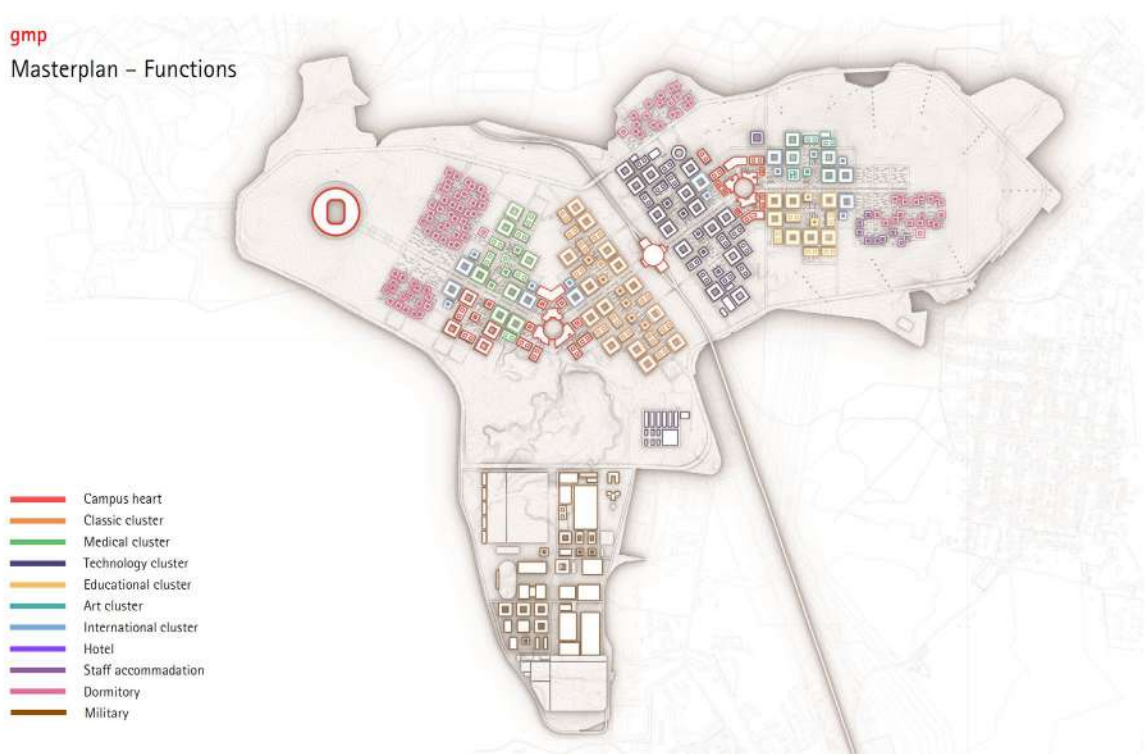 gmp
Masterplan – Functions
Campus heart
Classic cluster
Medical cluster
Technology cluster
Educational cluster
Art cluster
International cluster
Hotel
Staff accommadation
Dormitory
Military